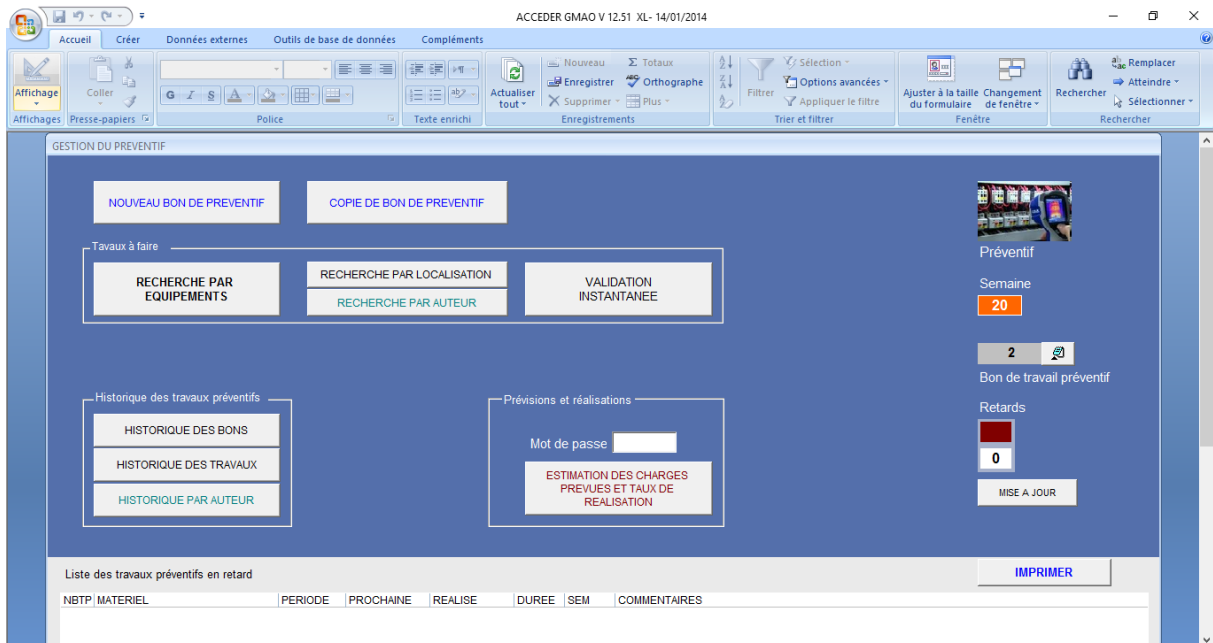 ACCEDER GMAO V 12.51 XL- 14/01/2014
Accueil Créer Données externes Outils de base de données Compléments
Affichage
Affichages
Coller
Presse-papiers
G I S A
Police
Texte enrichi
Actualiser
tout
Nouveau
Enregistrer
Supprimer
Totaux
Orthographe
Plus
Enregistrements
Filtrer
Sélection
Options avancées
Appliquer le filtre
Trier et filtrer
Ajuster à la taille
du formulaire
Changement
de fenêtre
Fenêtre
Rechercher
Remplacer
Atteindre
Sélectionner
Rechercher
GESTION DU PREVENTIF
NOUVEAU BON DE PREVENTIF
COPIE DE BON DE PREVENTIF
Tavaux à faire
RECHERCHE PAR
EQUIPEMENTS
RECHERCHE PAR LOCALISATION
RECHERCHE PAR AUTEUR
VALIDATION
INSTANTANEE
Préventif
Semaine
20
2
Bon de travail préventif
Retards
0
MISE A JOUR
Historique des travaux préventifs
HISTORIQUE DES BONS
HISTORIQUE DES TRAVAUX
HISTORIQUE PAR AUTEUR
Prévisions et réalisations
Mot de passe
ESTIMATION DES CHARGES
PREVUES ET TAUX DE
REALISATION
Liste des travaux préventifs en retard
IMPRIMER
NBTP MATERIEL PERIODE PROCHAINE REALISE DUREE SEM COMMENTAIRES